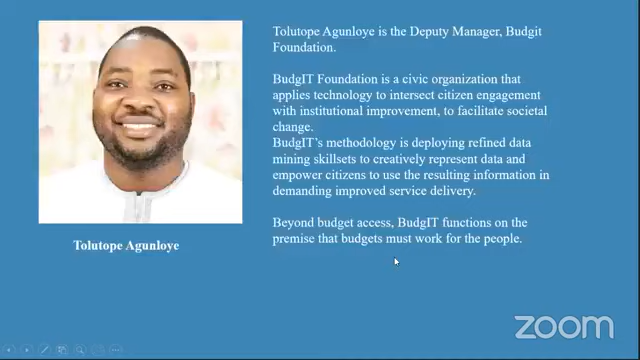 Tolutope Agunloye is the Deputy Manager, Budgit
Foundation.
BudgIT Foundation is a civic organization that
applies technology to intersect citizen engagement
with institutional improvement, to facilitate societal
change.
BudgIT's methodology is deploying refined data
mining skillsets to creatively represent data and
empower citizens to use the resulting information in
demanding improved service delivery.
Beyond budget access, BudgIT functions on the
premise that budgets must work for the people.
Tolutope Agunloye
zoom